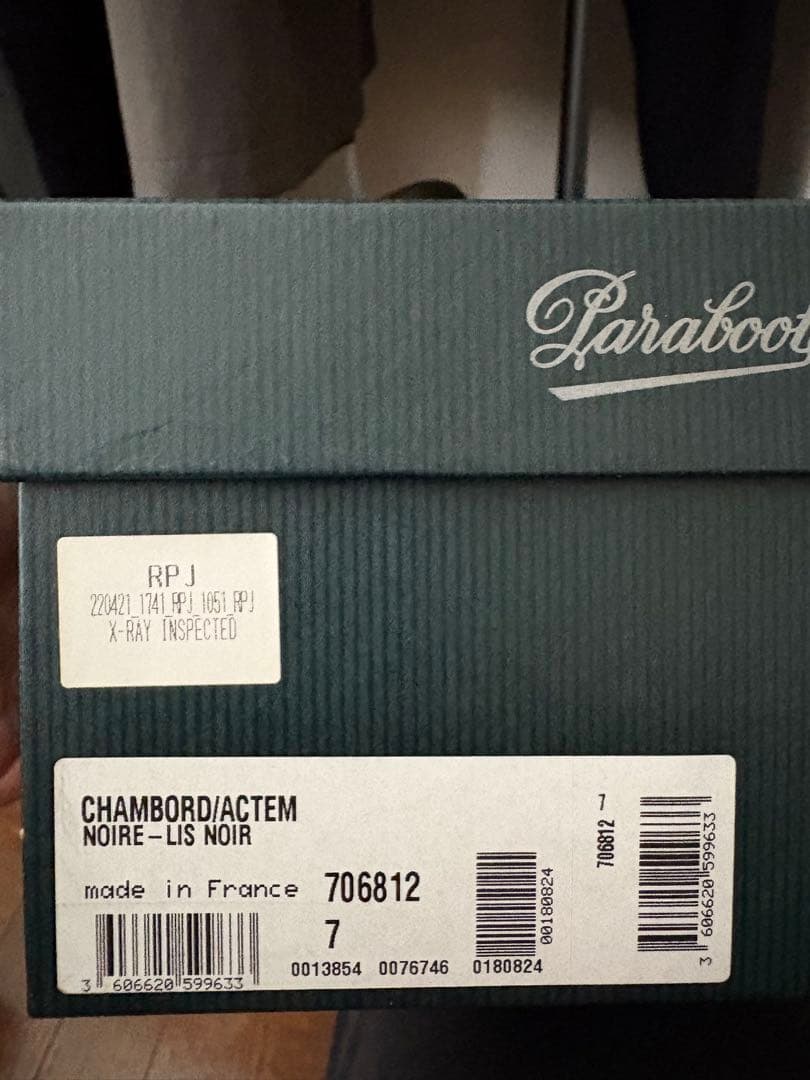 Paraboot
RPJ
220421_1741_RPJ_1051_RPJ
X-RAY INSPECTED
CHAMBORD/ACTEM
NOIRE-LIS NOIR
made in France 706812
7
3 606620 599633
0013854 0076746 0180824
00180824
7
706812
3 606620 599633